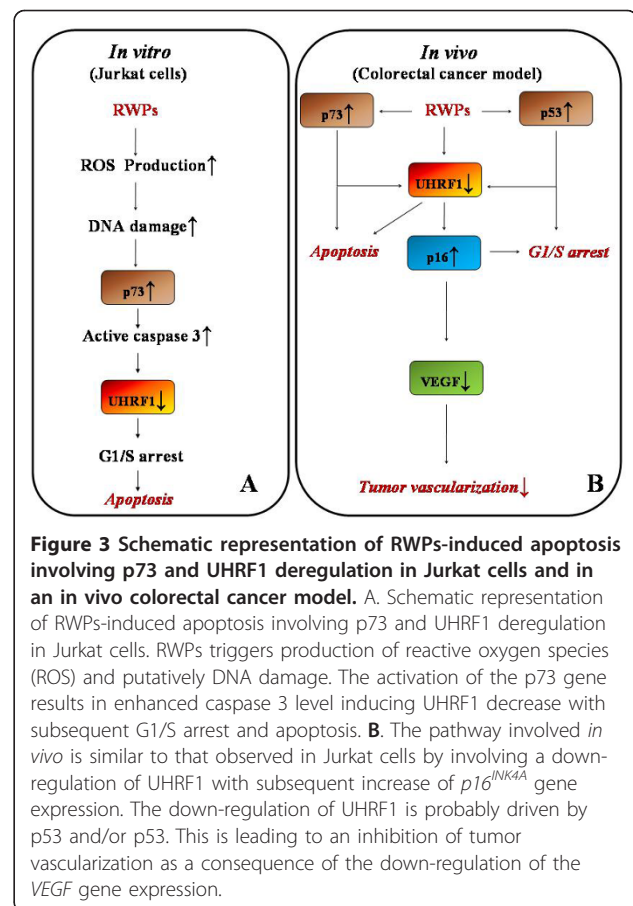 In vitro
(Jurkat cells)
RWPs
ROS Production↑
DNA damage↑
p73↑
Active caspase 3↑
UHRF1↓
G1/S arrest
Apoptosis
A
In vivo
(Colorectal cancer model)
p73↑ RWPs p53↑
UHRF1↓
Apoptosis p16↑ G1/S arrest
VEGF↓
Tumor vascularization↓
B
Figure 3 Schematic representation of RWPs-induced apoptosis
involving p73 and UHRF1 deregulation in Jurkat cells and in
an in vivo colorectal cancer model. A. Schematic representation
of RWPs-induced apoptosis involving p73 and UHRF1 deregulation
in Jurkat cells. RWPs triggers production of reactive oxygen species
(ROS) and putatively DNA damage. The activation of the p73 gene
results in enhanced caspase 3 level inducing UHRF1 decrease with
subsequent G1/S arrest and apoptosis. B. The pathway involved in
vivo is similar to that observed in Jurkat cells by involving a down-
regulation of UHRF1 with subsequent increase of p16INK4A gene
expression. The down-regulation of UHRF1 is probably driven by
p53 and/or p53. This is leading to an inhibition of tumor
vascularization as a consequence of the down-regulation of the
VEGF gene expression.